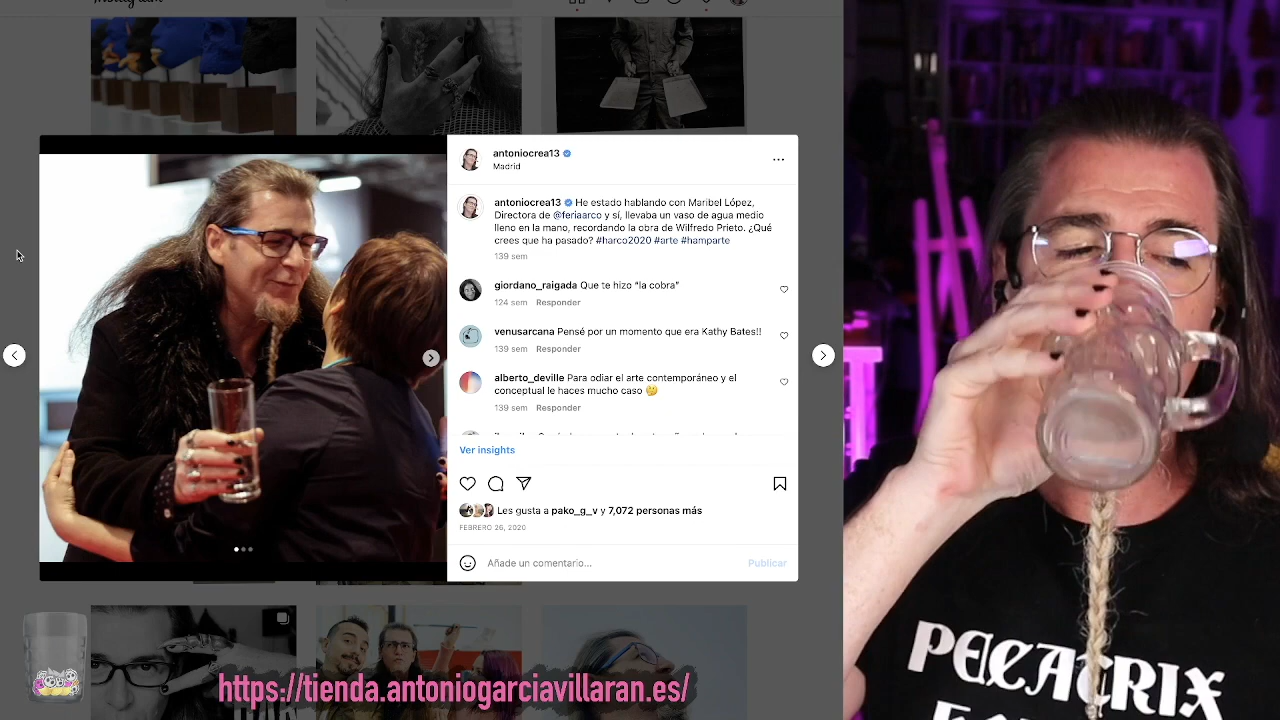 antoniocrea13
Madrid
antoniocrea13 He estado hablando con Maribel López,
Directora de @feriaarco y sí, llevaba un vaso de agua medio
lleno en la mano, recordando la obra de Wilfredo Prieto. ¿Qué
crees que ha pasado? #harco2020 #arte #hamparte
139 sem
giordano_raigada Que te hizo “la cobra”
124 sem Responder
venusarcana Pensé por un momento que era Kathy Bates!!
139 sem Responder
alberto_deville Para odiar el arte contemporáneo y el
conceptual le haces mucho caso 🤔
139 sem Responder
Ver insights
Les gusta a pako_g_v y 7,072 personas más
FEBRERO 26, 2020
Añade un comentario...
Publicar
https://tienda.antoniogarciavillaran.es/
PECATRIX